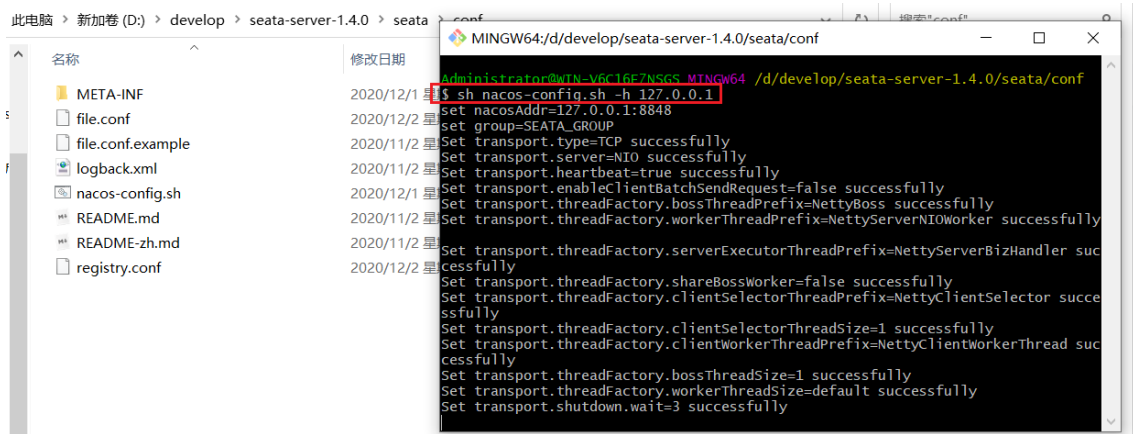 此电脑 > 新加卷 (D:) > develop > seata-server-1.4.0 > seata > conf
搜索"conf"
名称
修改日期
META-INF
2020/12/1 星
file.conf
2020/12/2 星
file.conf.example
2020/11/2 星
logback.xml
2020/11/2 星
nacos-config.sh
2020/12/1 星
README.md
2020/11/2 星
README-zh.md
2020/11/2 星
registry.conf
2020/12/2 星
MINGW64:/d/develop/seata-server-1.4.0/seata/conf
Administrator@WIN-V6C16F7NSGS MINGW64 /d/develop/seata-server-1.4.0/seata/conf
$ sh nacos-config.sh -h 127.0.0.1
set nacosAddr=127.0.0.1:8848
set group=SEATA_GROUP
Set transport.type=TCP successfully
Set transport.server=NIO successfully
Set transport.heartbeat=true successfully
Set transport.enableClientBatchSendRequest=false successfully
Set transport.threadFactory.bossThreadPrefix=NettyBoss successfully
Set transport.threadFactory.workerThreadPrefix=NettyServerNIOWorker successfully
Set transport.threadFactory.serverExecutorThreadPrefix=NettyServerBizHandler suc
cessfully
Set transport.threadFactory.shareBossWorker=false successfully
Set transport.threadFactory.clientSelectorThreadPrefix=NettyClientSelector succe
ssfully
Set transport.threadFactory.clientSelectorThreadSize=1 successfully
Set transport.threadFactory.clientWorkerThreadPrefix=NettyClientWorkerThread suc
cessfully
Set transport.threadFactory.bossThreadSize=1 successfully
Set transport.threadFactory.workerThreadSize=default successfully
Set transport.shutdown.wait=3 successfully